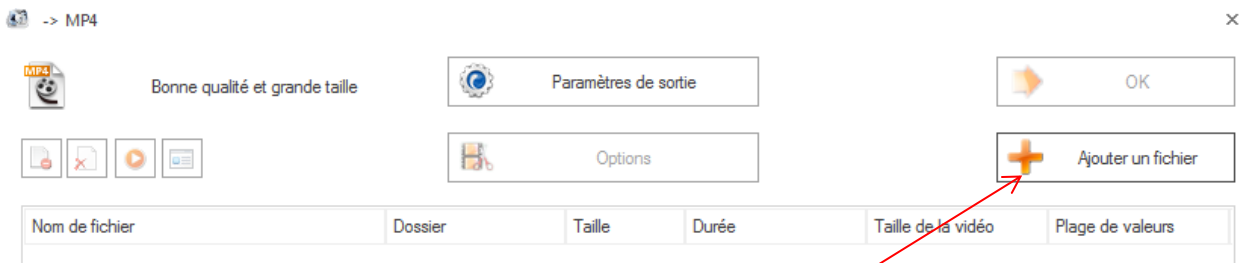 -> MP4
MP4
Bonne qualité et grande taille
Paramètres de sortie
OK
Options
Ajouter un fichier
Nom de fichier Dossier Taille Durée Taille de la vidéo Plage de valeurs